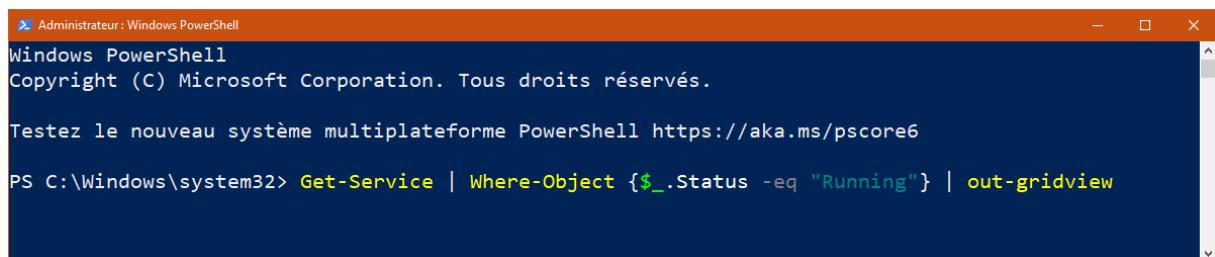 Administrateur : Windows PowerShell
Windows PowerShell
Copyright (C) Microsoft Corporation. Tous droits réservés.
Testez le nouveau système multiplateforme PowerShell https://aka.ms/pscore6
PS C:\Windows\system32> Get-Service | Where-Object {$_.Status -eq "Running"} | out-gridview